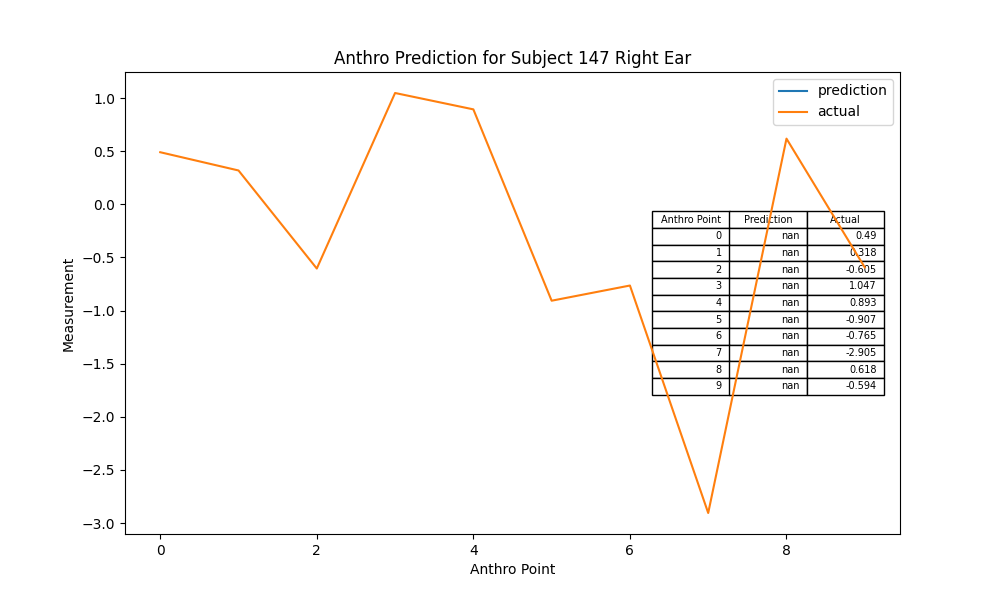 Anthro Prediction for Subject 147 Right Ear
prediction
actual
1.0
0.5
0.0
−0.5
−1.0
−1.5
−2.0
−2.5
−3.0
Measurement
Anthro Point Prediction Actual
0 nan 0.49
1 nan 0.318
2 nan -0.605
3 nan 1.047
4 nan 0.893
5 nan -0.907
6 nan -0.765
7 nan -2.905
8 nan 0.618
9 nan -0.594
0 2 4 6 8
Anthro Point